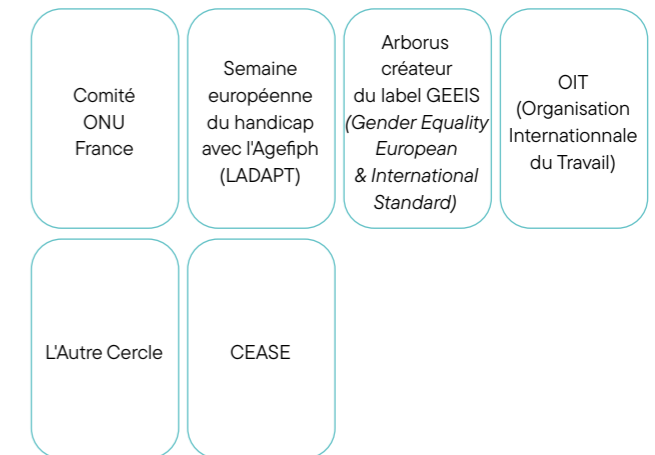 Comité
ONU
France
Semaine
européenne
du handicap
avec l'Agefiph
(LADAPT)
Arborus
créateur
du label GEEIS
(Gender Equality
European
& International
Standard)
OIT
(Organisation
Internationnale
du Travail)
L'Autre Cercle
CEASE